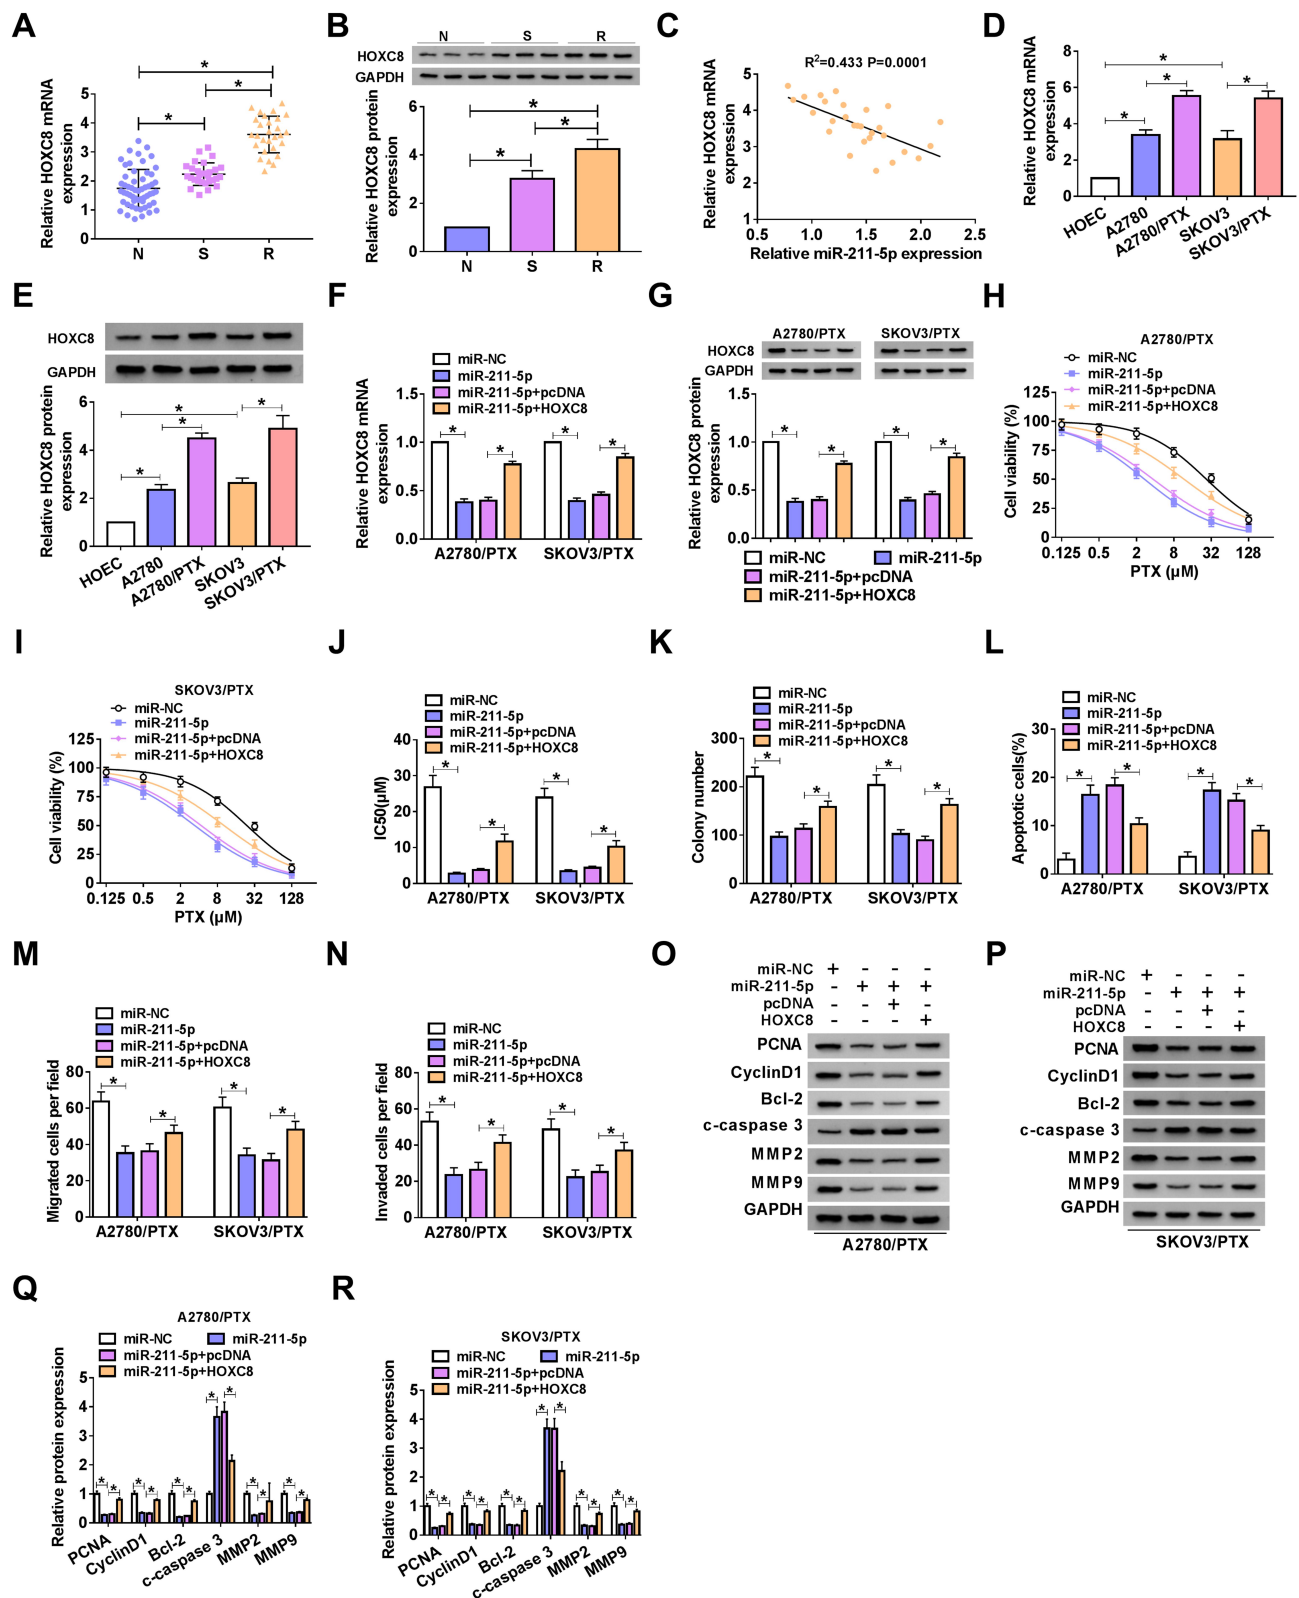 A
Relative HOXC8 mRNA
expression
5
4
3
2
1
0
*
*
*
N S R
B
N S R
HOXC8
GAPDH
Relative HOXC8 protein
expression
6
4
2
0
*
*
*
N S R
C
R²=0.433 P=0.0001
Relative HOXC8 mRNA
expression
5
4
3
2
1
0.5 1.0 1.5 2.0 2.5
Relative miR-211-5p expression
D
Relative HOXC8 mRNA
expression
8
6
4
2
0
*
*
*
*
HOEC A2780 A2780/PTX SKOV3 SKOV3/PTX
E
HOXC8
GAPDH
Relative HOXC8 protein
expression
6
4
2
0
*
*
*
*
HOEC A2780 A2780/PTX SKOV3 SKOV3/PTX
F
miR-NC
miR-211-5p
miR-211-5p+pcDNA
miR-211-5p+HOXC8
Relative HOXC8 mRNA
expression
1.5
1.0
0.5
0.0
* * * *
A2780/PTX SKOV3/PTX
G
A2780/PTX SKOV3/PTX
HOXC8
GAPDH
Relative HOXC8 protein
expression
1.5
1.0
0.5
0.0
* * * *
miR-NC miR-211-5p
miR-211-5p+pcDNA
miR-211-5p+HOXC8
H
A2780/PTX
miR-NC
miR-211-5p
miR-211-5p+pcDNA
miR-211-5p+HOXC8
Cell viability (%)
125
100
75
50
25
0
0.125 0.5 2 8 32 128
PTX (μM)
I
SKOV3/PTX
miR-NC
miR-211-5p
miR-211-5p+pcDNA
miR-211-5p+HOXC8
Cell viability (%)
125
100
75
50
25
0
0.125 0.5 2 8 32 128
PTX (μM)
J
miR-NC
miR-211-5p
miR-211-5p+pcDNA
miR-211-5p+HOXC8
IC50(μM)
40
30
20
10
0
* * * *
A2780/PTX SKOV3/PTX
K
miR-NC
miR-211-5p
miR-211-5p+pcDNA
miR-211-5p+HOXC8
Colony number
300
200
100
0
* * * *
A2780/PTX SKOV3/PTX
L
miR-NC
miR-211-5p
miR-211-5p+pcDNA
miR-211-5p+HOXC8
Apoptotic cells(%)
30
20
10
0
* * * *
A2780/PTX SKOV3/PTX
M
miR-NC
miR-211-5p
miR-211-5p+pcDNA
miR-211-5p+HOXC8
Migrated cells per field
80
60
40
20
0
* * * *
A2780/PTX SKOV3/PTX
N
miR-NC
miR-211-5p
miR-211-5p+pcDNA
miR-211-5p+HOXC8
Invaded cells per field
80
60
40
20
0
* * * *
A2780/PTX SKOV3/PTX
O
miR-NC + - - -
miR-211-5p - + + +
pcDNA - - + -
HOXC8 - - - +
PCNA
CyclinD1
Bcl-2
c-caspase 3
MMP2
MMP9
GAPDH
A2780/PTX
P
miR-NC + - - -
miR-211-5p - + + +
pcDNA - - + -
HOXC8 - - - +
PCNA
CyclinD1
Bcl-2
c-caspase 3
MMP2
MMP9
GAPDH
SKOV3/PTX
Q
A2780/PTX
miR-NC miR-211-5p
miR-211-5p+pcDNA
miR-211-5p+HOXC8
Relative protein expression
5
4
3
2
1
0
* * * * * * * * * * * *
PCNA CyclinD1 Bcl-2 c-caspase 3 MMP2 MMP9
R
SKOV3/PTX
miR-NC miR-211-5p
miR-211-5p+pcDNA
miR-211-5p+HOXC8
Relative protein expression
5
4
3
2
1
0
* * * * * * * * * * * *
PCNA CyclinD1 Bcl-2 c-caspase 3 MMP2 MMP9